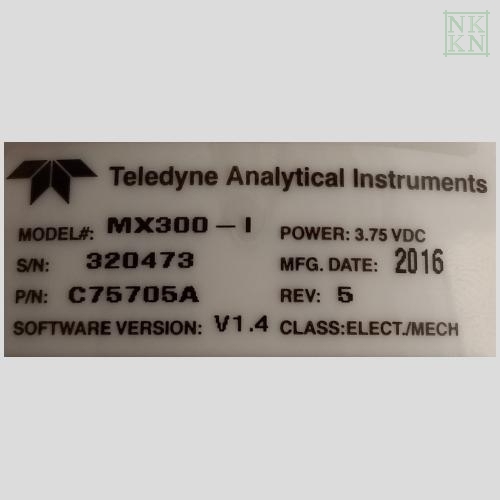 NK
KN
Teledyne Analytical Instruments
MODEL#: MX300-I POWER: 3.75 VDC
S/N: 320473 MFG. DATE: 2016
P/N: C75705A REV: 5
SOFTWARE VERSION: V1.4 CLASS:ELECT./MECH